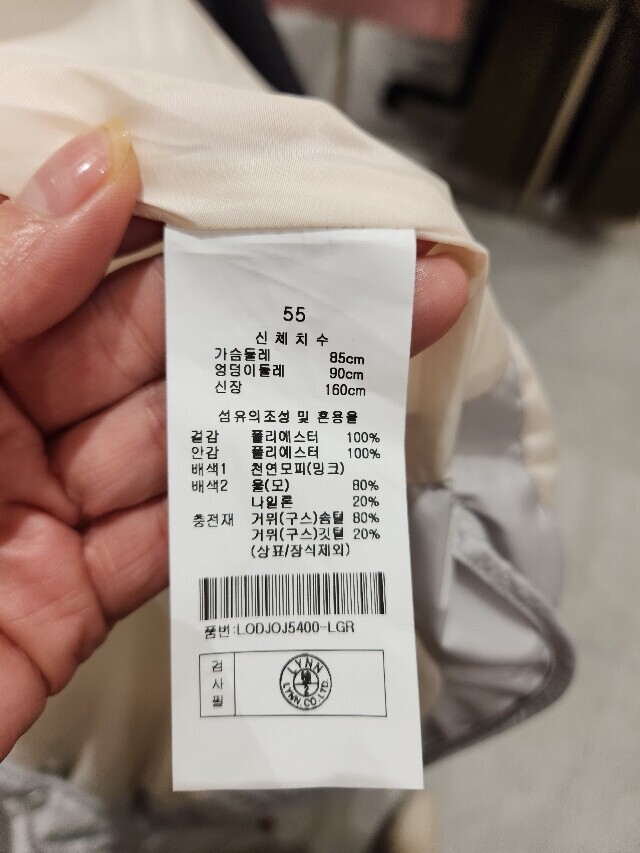 55
신체치수
가슴둘레 85cm
엉덩이둘레 90cm
신장 160cm
섬유의조성 및 혼용율
겉감 폴리에스터 100%
안감 폴리에스터 100%
배색1 천연모피(밍크)
배색2 울(모) 80%
나일론 20%
충전재 거위(구스)솜털 80%
거위(구스)깃털 20%
(상표/장식제외)
품번:LODJOJ5400-LGR
검사필
LYNN
LYNN.CO.LTD.